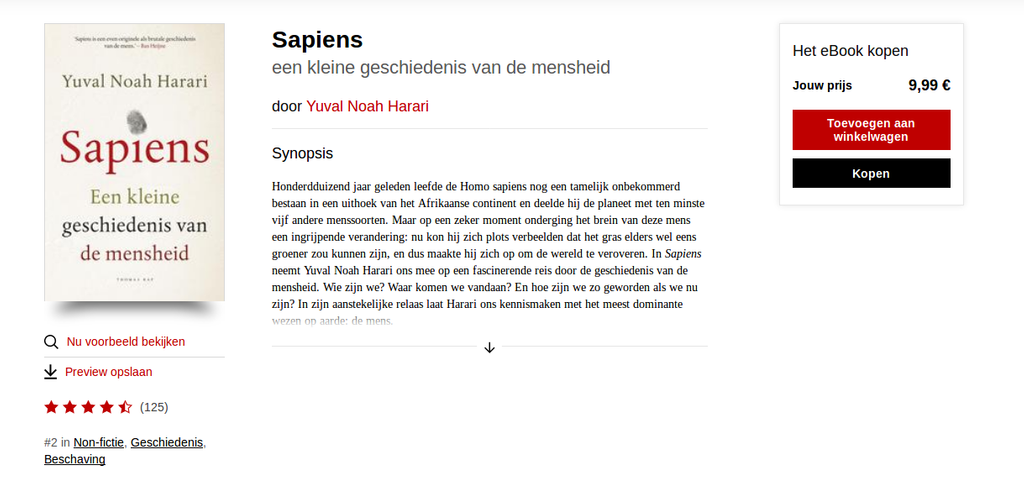 'Sapiens is een even originele als brutale geschiedenis
van de mens.' – Bas Heijne
Yuval Noah Harari
Sapiens
Een kleine
geschiedenis van
de mensheid
THOMAS RAP
Nu voorbeeld bekijken
Preview opslaan
(125)
#2 in Non-fictie, Geschiedenis,
Beschaving
Sapiens
een kleine geschiedenis van de mensheid
door Yuval Noah Harari
Synopsis
Honderdduizend jaar geleden leefde de Homo sapiens nog een tamelijk onbekommerd
bestaan in een uithoek van het Afrikaanse continent en deelde hij de planeet met ten minste
vijf andere menssoorten. Maar op een zeker moment onderging het brein van deze mens
een ingrijpende verandering: nu kon hij zich plots verbeelden dat het gras elders wel eens
groener zou kunnen zijn, en dus maakte hij zich op om de wereld te veroveren. In Sapiens
neemt Yuval Noah Harari ons mee op een fascinerende reis door de geschiedenis van de
mensheid. Wie zijn we? Waar komen we vandaan? En hoe zijn we zo geworden als we nu
zijn? In zijn aanstekelijke relaas laat Harari ons kennismaken met het meest dominante
wezen op aarde: de mens.
Het eBook kopen
Jouw prijs 9,99 €
Toevoegen aan
winkelwagen
Kopen